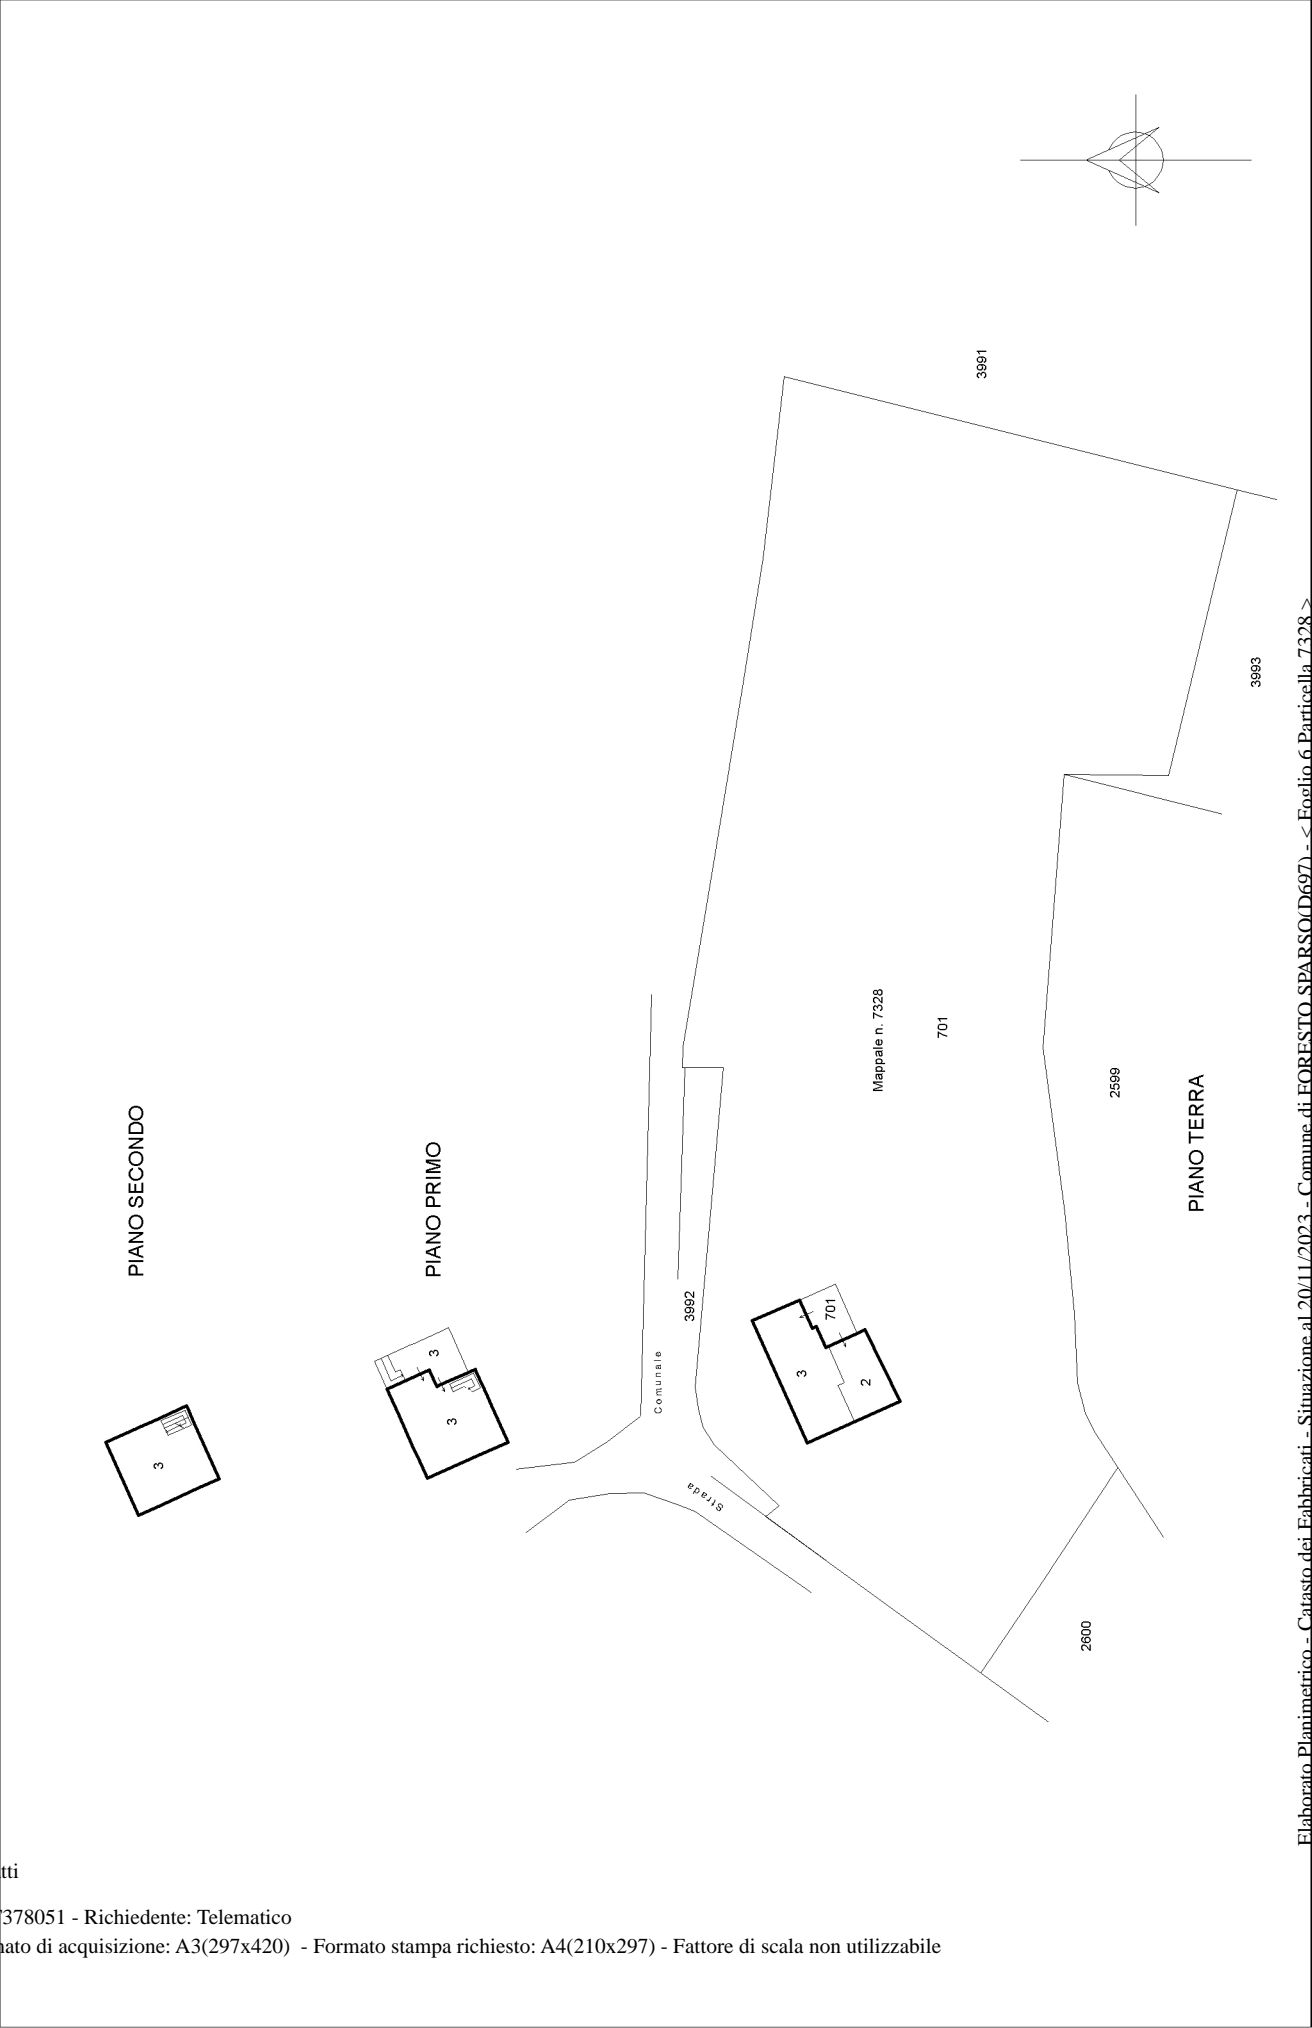 PIANO SECONDO
3
PIANO PRIMO
3
3
Comunale
Strada
3992
3991
3993
Mappale n. 7328
701
701
3
2
2599
PIANO TERRA
2600
Elaborato Planimetrico - Catasto dei Fabbricati - Situazione al 20/11/2023 - Comune di FORESTO SPARSO(D697) - < Foglio 6 Particella 7328 >
tti
7378051 - Richiedente: Telematico
nato di acquisizione: A3(297x420) - Formato stampa richiesto: A4(210x297) - Fattore di scala non utilizzabile